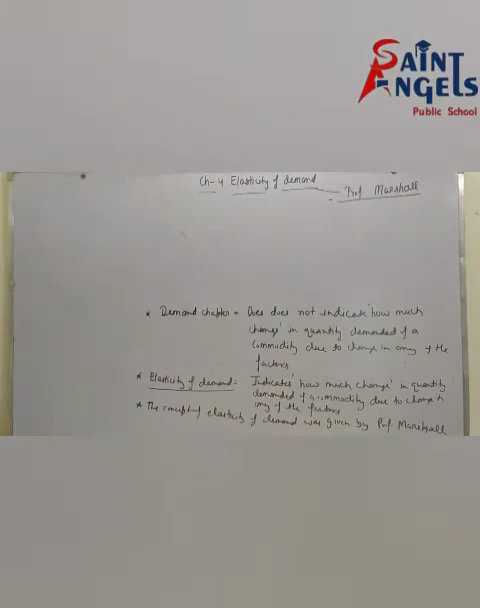 SAINT
ANGELS
Public School
Ch-4 Elasticity of demand
Prof Marshall
* Demand chapter = Does does not indicate 'how much
change' in quantity demanded of a
commodity due to change in any of the
factors
* Elasticity of demand = Indicates 'how much change' in quantity
demanded of a commodity due to change in
any of the factors
* The concept of elasticity of demand was given by Prof. Marshall